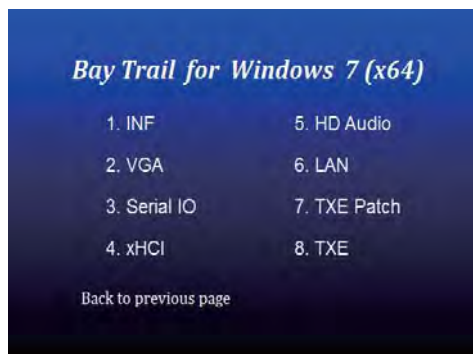 Bay Trail for Windows 7 (x64)
1. INF
2. VGA
3. Serial IO
4. xHCI
5. HD Audio
6. LAN
7. TXE Patch
8. TXE
Back to previous page